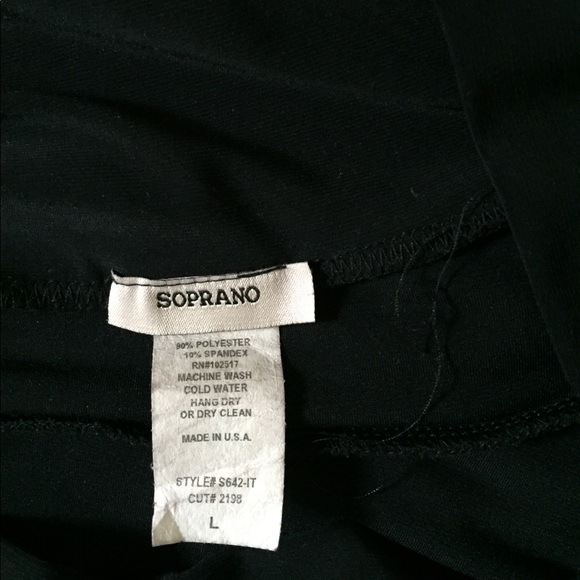 SOPRANO
90% POLYESTER
10% SPANDEX
RN#102517
MACHINE WASH
COLD WATER
HANG DRY
OR DRY CLEAN
MADE IN U.S.A.
STYLE# S642-IT
CUT# 2198
L